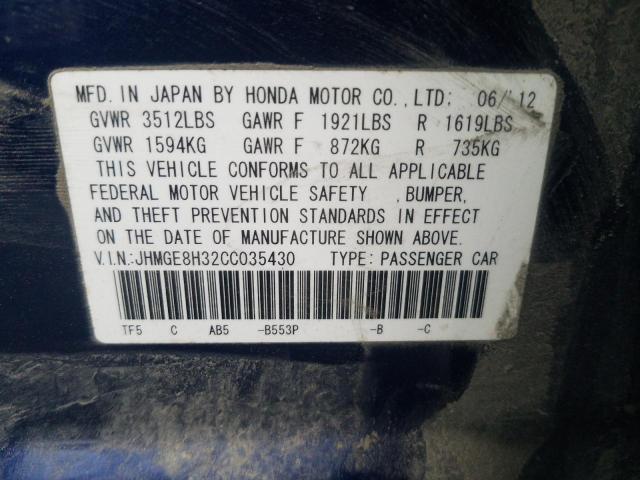 MFD. IN JAPAN BY HONDA MOTOR CO.,LTD: 06/'12
GVWR 3512LBS GAWR F 1921LBS R 1619LBS
GVWR 1594KG GAWR F 872KG R 735KG
THIS VEHICLE CONFORMS TO ALL APPLICABLE
FEDERAL MOTOR VEHICLE SAFETY ,BUMPER,
AND THEFT PREVENTION STANDARDS IN EFFECT
ON THE DATE OF MANUFACTURE SHOWN ABOVE.
V.I.N:JHMGE8H32CC035430 TYPE: PASSENGER CAR
TF5 C AB5 -B553P -B -C